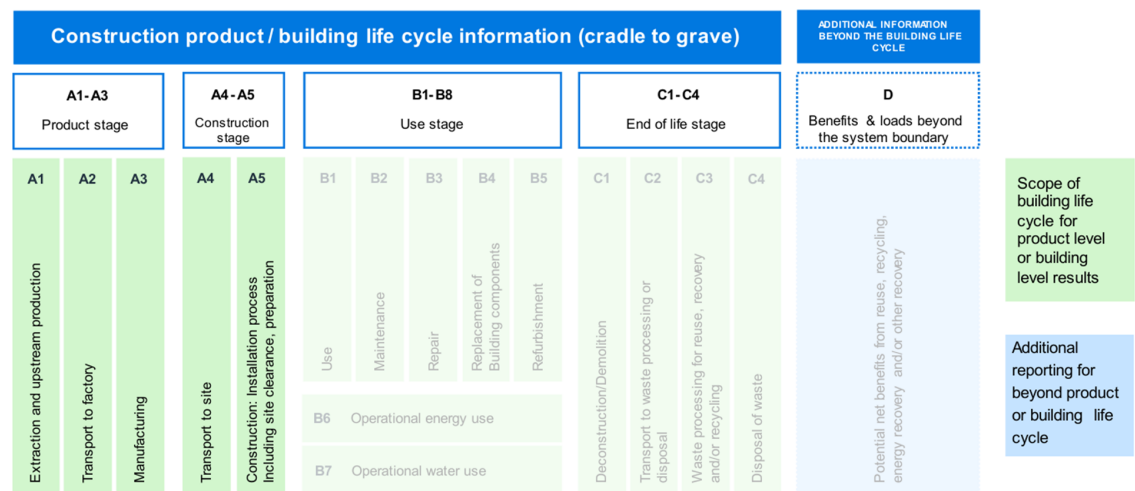 Construction product / building life cycle information (cradle to grave)
ADDITIONAL INFORMATION
BEYOND THE BUILDING LIFE
CYCLE
A1-A3
Product stage
A4-A5
Construction
stage
B1-B8
Use stage
C1-C4
End of life stage
D
Benefits & loads beyond
the system boundary
A1
Extraction and upstream production
A2
Transport to factory
A3
Manufacturing
A4
Transport to site
A5
Construction: Installation process
Including site clearance, preparation
B1
Use
B2
Maintenance
B3
Repair
B4
Replacement of
Building components
B5
Refurbishment
B6 Operational energy use
B7 Operational water use
C1
Deconstruction/Demolition
C2
Transport to waste processing or
disposal
C3
Waste processing for reuse, recovery
and/or recycling
C4
Disposal of waste
Potential net benefits from reuse, recycling,
energy recovery and/or other recovery
Scope of
building life
cycle for
product level
or building
level results
Additional
reporting for
beyond product
or building life
cycle